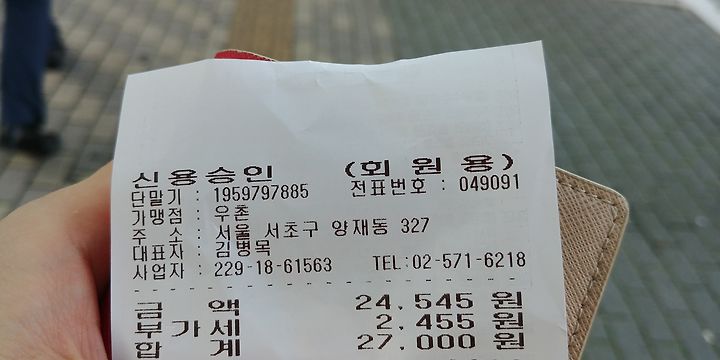 신용승인 (회 원 용)
단말기 : 1959797885 전표번호 : 049091
가맹점 : 우촌
주 소 : 서울 서초구 양재동 327
대표자 : 김병목
사업자 : 229-18-61563 TEL:02-571-6218
금 액 24,545 원
부가세 2,455 원
합 계 27,000 원